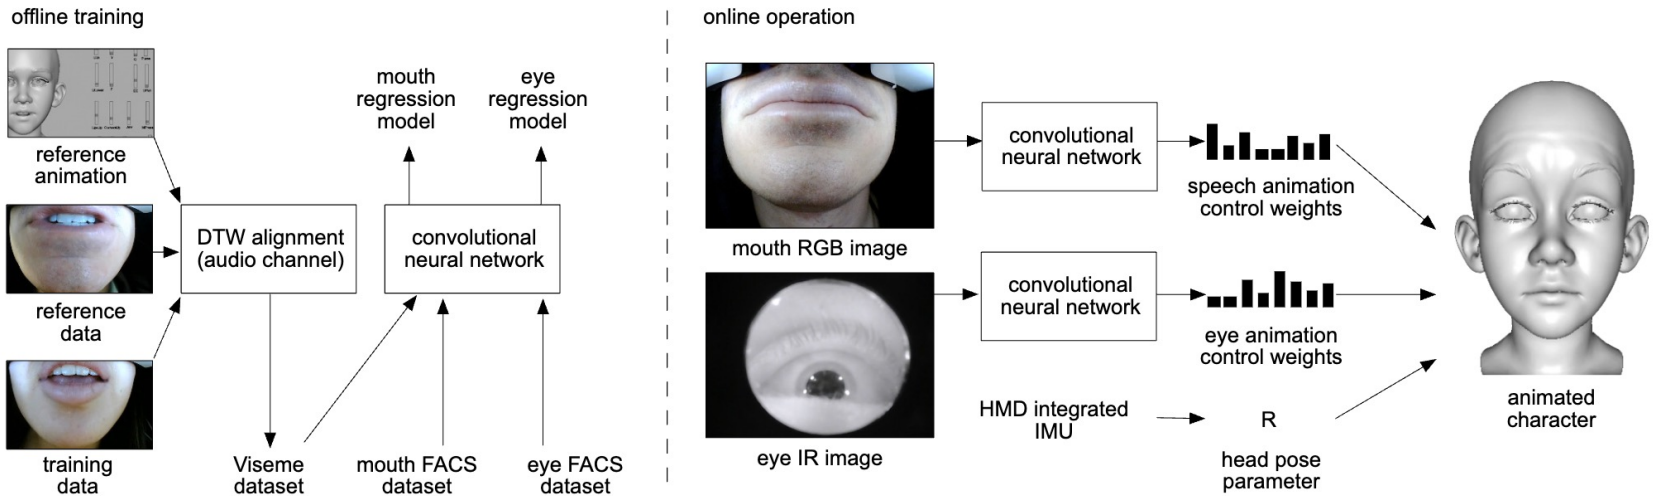 offline training
reference
animation
reference
data
training
data
DTW alignment
(audio channel)
Viseme
dataset
mouth
regression
model
eye
regression
model
convolutional
neural network
mouth FACS
dataset
eye FACS
dataset
online operation
mouth RGB image
convolutional
neural network
speech animation
control weights
eye IR image
convolutional
neural network
eye animation
control weights
HMD integrated
IMU
R
head pose
parameter
animated
character